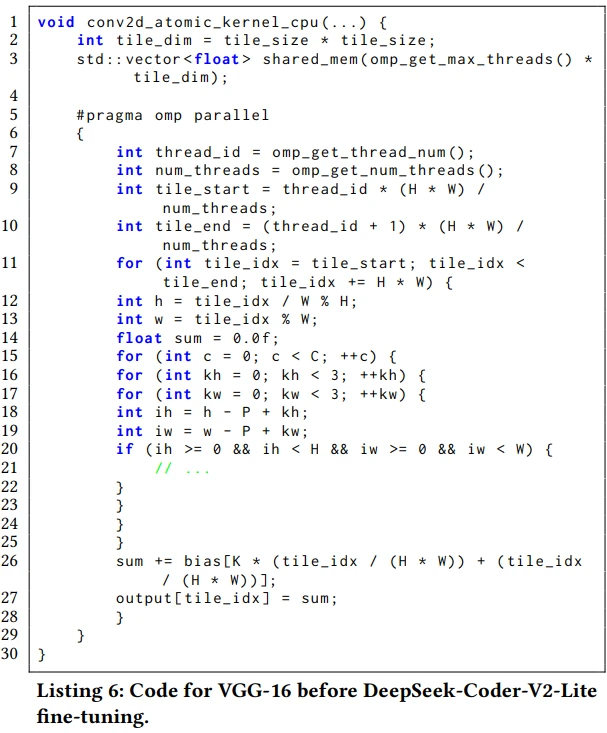 1 void conv2d_atomic_kernel_cpu(...) {
2 int tile_dim = tile_size * tile_size;
3 std::vector<float> shared_mem(omp_get_max_threads() *
tile_dim);
4
5 #pragma omp parallel
6 {
7 int thread_id = omp_get_thread_num();
8 int num_threads = omp_get_num_threads();
9 int tile_start = thread_id * (H * W) /
num_threads;
10 int tile_end = (thread_id + 1) * (H * W) /
num_threads;
11 for (int tile_idx = tile_start; tile_idx <
tile_end; tile_idx += H * W) {
12 int h = tile_idx / W % H;
13 int w = tile_idx % W;
14 float sum = 0.0f;
15 for (int c = 0; c < C; ++c) {
16 for (int kh = 0; kh < 3; ++kh) {
17 for (int kw = 0; kw < 3; ++kw) {
18 int ih = h - P + kh;
19 int iw = w - P + kw;
20 if (ih >= 0 && ih < H && iw >= 0 && iw < W) {
21 // ...
22 }
23 }
24 }
25 }
26 sum += bias[K * (tile_idx / (H * W)) + (tile_idx
/ (H * W))];
27 output[tile_idx] = sum;
28 }
29 }
30 }
Listing 6: Code for VGG-16 before DeepSeek-Coder-V2-Lite
fine-tuning.